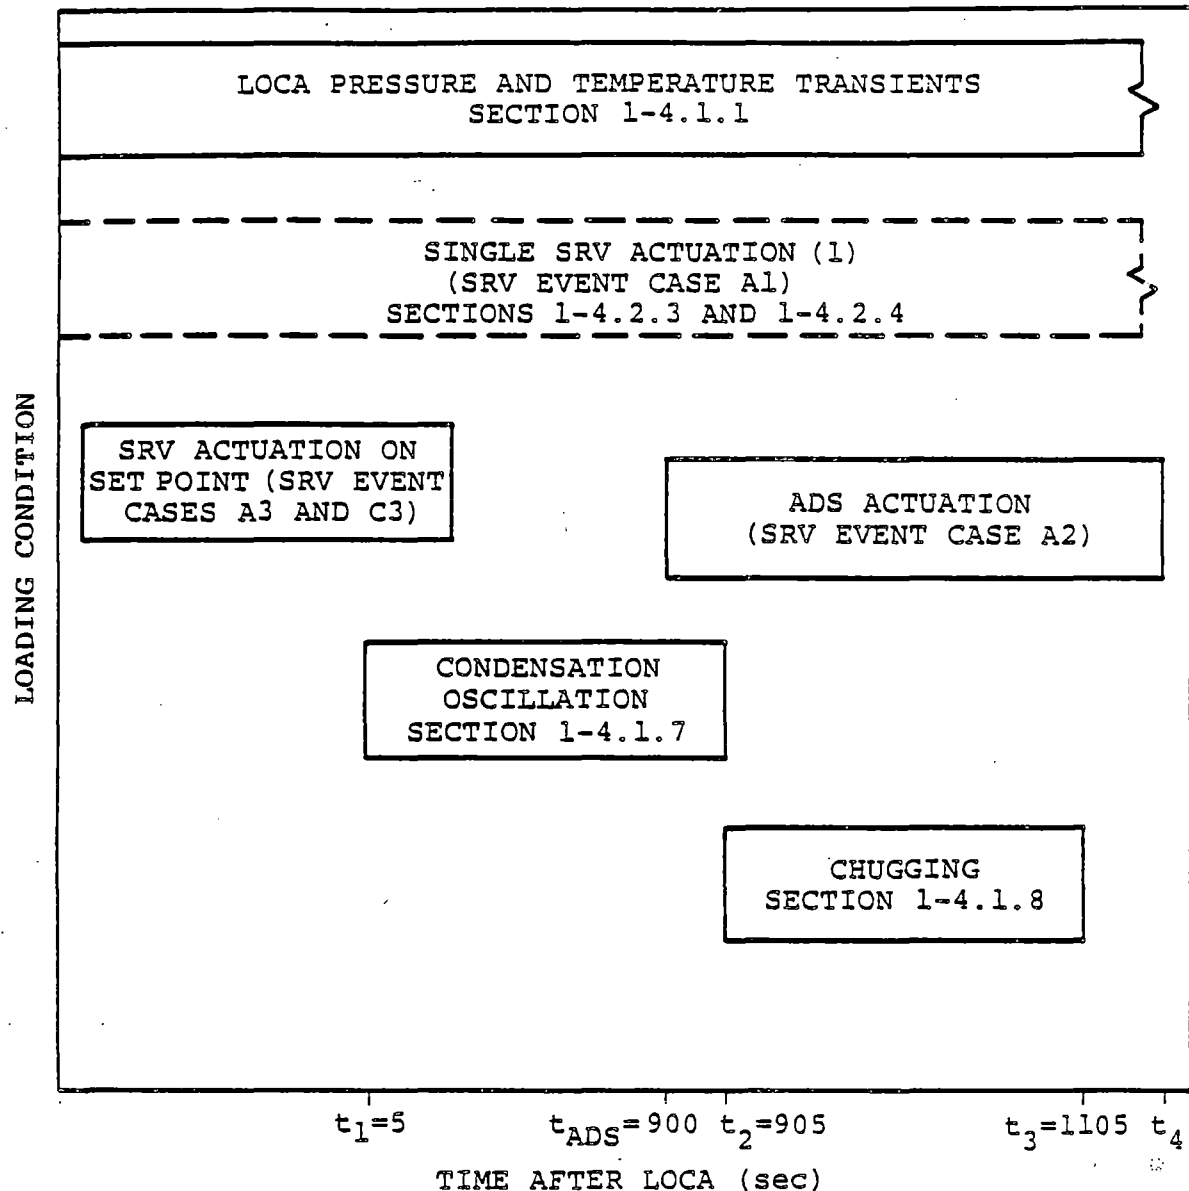 LOCA PRESSURE AND TEMPERATURE TRANSIENTS
SECTION 1-4.1.1
SINGLE SRV ACTUATION (1)
(SRV EVENT CASE A1)
SECTIONS 1-4.2.3 AND 1-4.2.4
LOADING CONDITION
SRV ACTUATION ON
SET POINT (SRV EVENT
CASES A3 AND C3)
ADS ACTUATION
(SRV EVENT CASE A2)
CONDENSATION
OSCILLATION
SECTION 1-4.1.7
CHUGGING
SECTION 1-4.1.8
t1=5 tADS=900 t2=905 t3=1105 t4
TIME AFTER LOCA (sec)